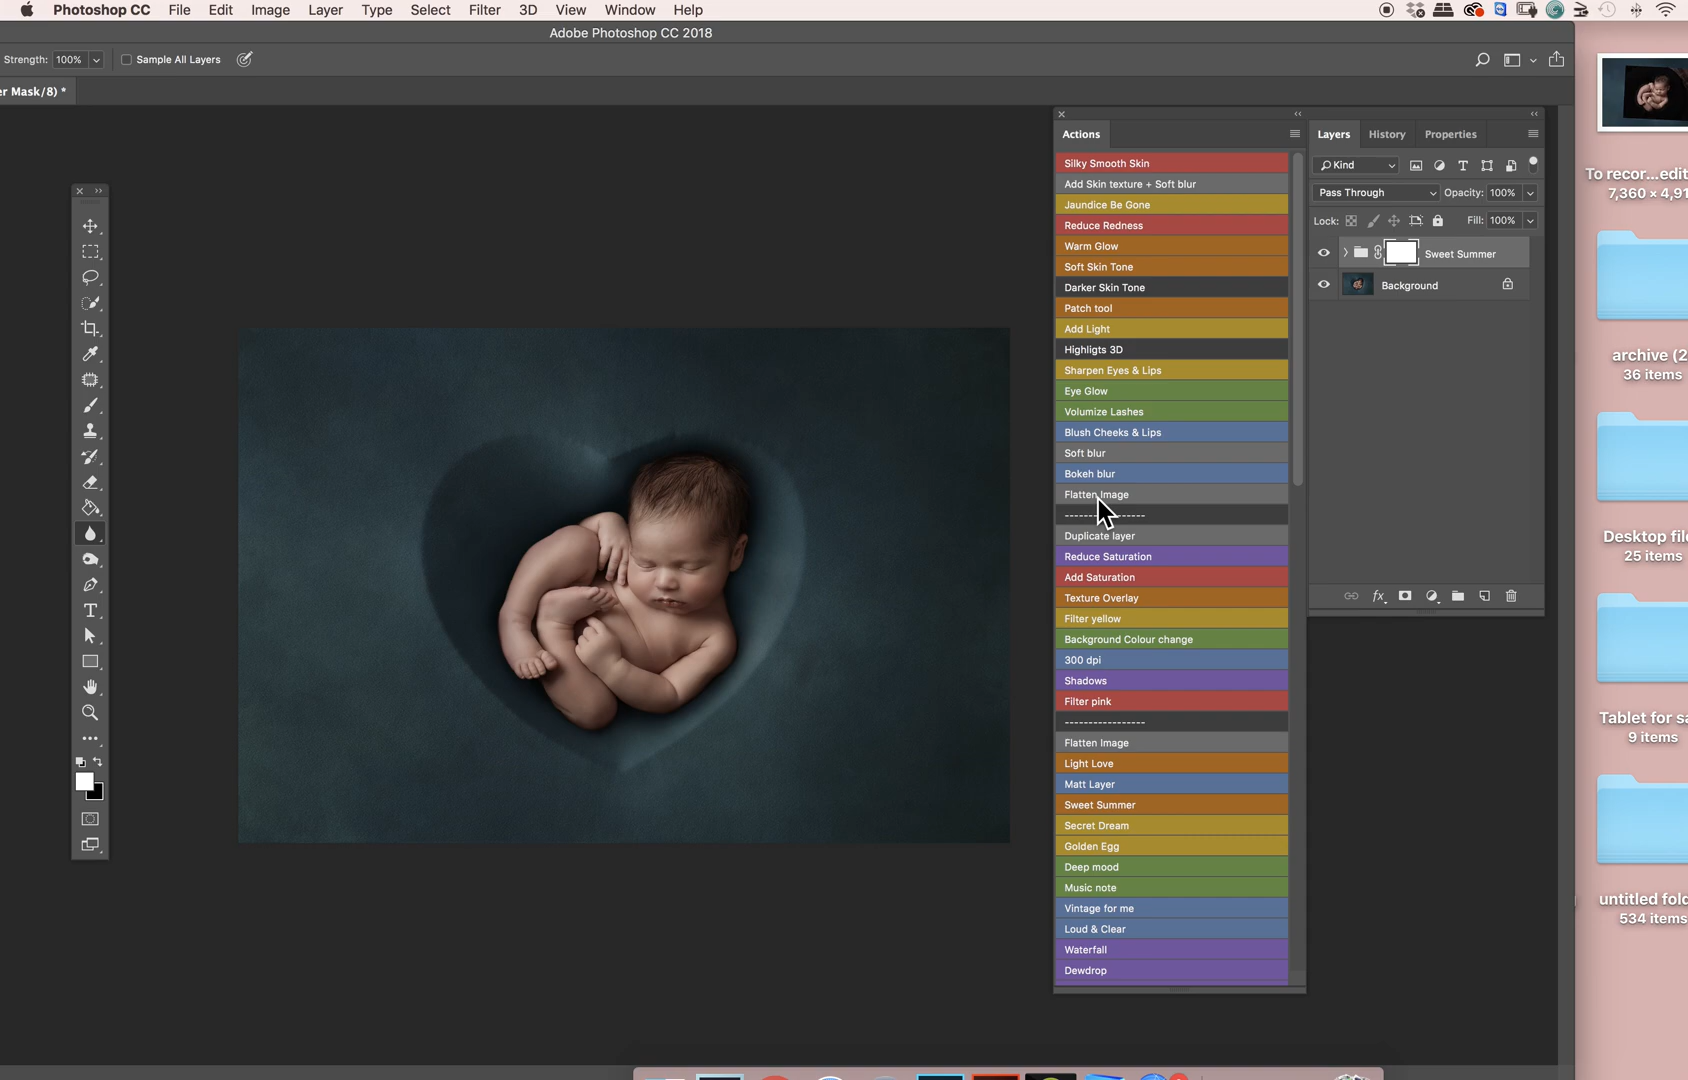 Photoshop CC File Edit Image Layer Type Select Filter 3D View Window Help
Adobe Photoshop CC 2018
Strength: 100% Sample All Layers
er Mask/8) *
Actions
Silky Smooth Skin
Add Skin texture + Soft blur
Jaundice Be Gone
Reduce Redness
Warm Glow
Soft Skin Tone
Darker Skin Tone
Patch tool
Add Light
Highligts 3D
Sharpen Eyes & Lips
Eye Glow
Volumize Lashes
Blush Cheeks & Lips
Soft blur
Bokeh blur
Flatten Image
-----------------
Duplicate layer
Reduce Saturation
Add Saturation
Texture Overlay
Filter yellow
Background Colour change
300 dpi
Shadows
Filter pink
-----------------
Flatten Image
Light Love
Matt Layer
Sweet Summer
Secret Dream
Golden Egg
Deep mood
Music note
Vintage for me
Loud & Clear
Waterfall
Dewdrop
Layers History Properties
Kind
Pass Through Opacity: 100%
Lock: Fill: 100%
Sweet Summer
Background
fx
To recor...edit
7,360 × 4,91
archive (2
36 items
Desktop file
25 items
Tablet for sa
9 items
untitled fold
534 items